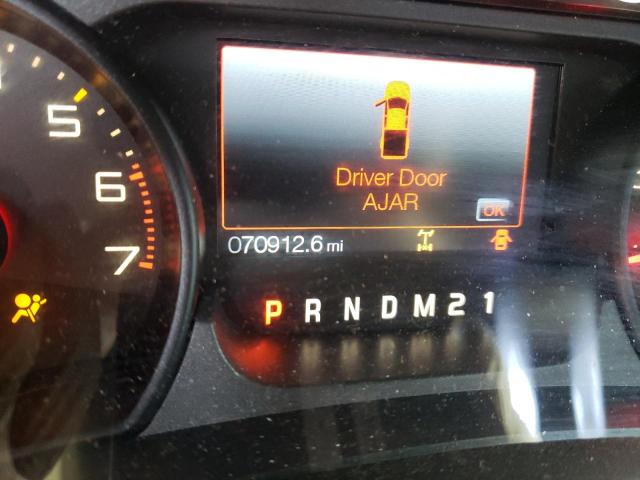 5
6
7
Driver Door
AJAR
OK
070912.6 mi
P R N D M 2 1